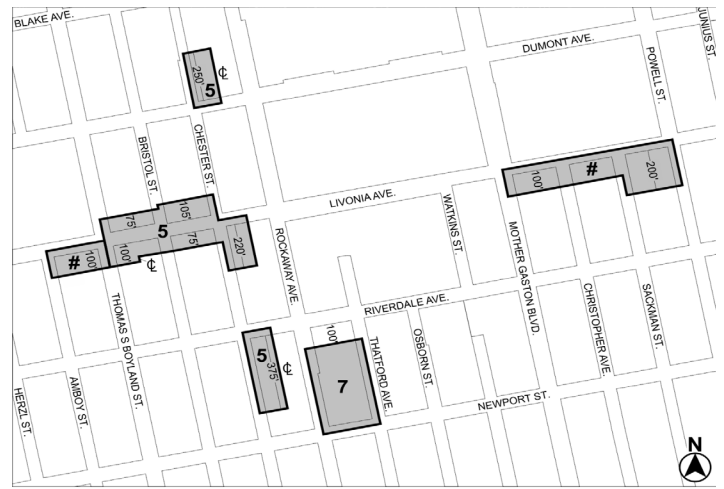 BLAKE AVE.
JUNIUS ST.
DUMONT AVE.
POWELL ST.
250'
℄
5
CHESTER ST.
BRISTOL ST.
#
200'
100'
LIVONIA AVE.
WATKINS ST.
MOTHER GASTON BLVD.
75'
105'
5
220'
ROCKAWAY AVE.
#
100'
100'
℄
75'
THOMAS S BOYLAND ST.
RIVERDALE AVE.
CHRISTOPHER AVE.
SACKMAN ST.
5
375'
℄
100'
7
THATFORD AVE.
OSBORN ST.
NEWPORT ST.
HERZL ST.
AMBOY ST.
N